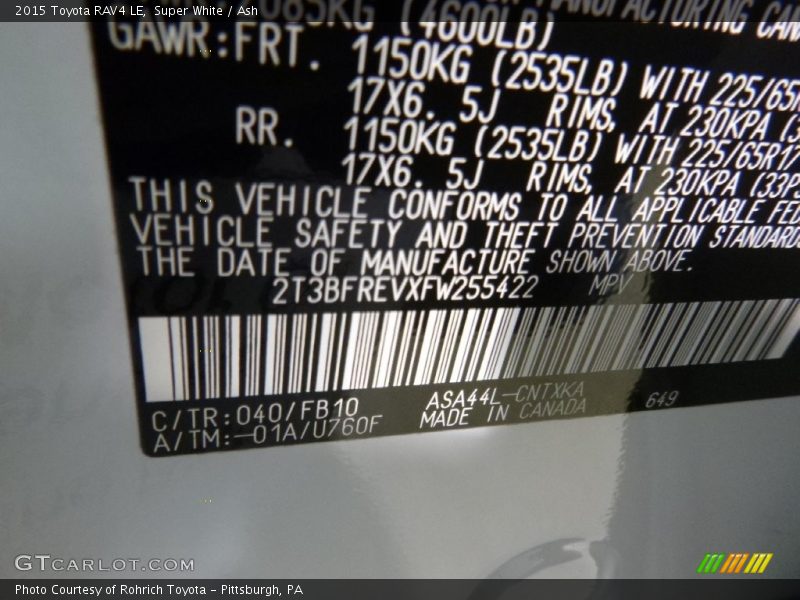 2015 Toyota RAV4 LE, Super White / Ash
(4600LB) MANUFACTURING
GAWR:FRT. 1150KG (2535LB) WITH 225/65R
17X6. 5J RIMS, AT 230KPA
RR. 1150KG (2535LB) WITH 225/65R17
17X6. 5J RIMS, AT 230KPA (33P
THIS VEHICLE CONFORMS TO ALL APPLICABLE FED
VEHICLE SAFETY AND THEFT PREVENTION STANDARDS
THE DATE OF MANUFACTURE SHOWN ABOVE.
2T3BFREVXFW255422 MPV
C/TR:040/FB10 ASA44L-CNTXKA 649
A/TM:-01A/U760F MADE IN CANADA
GTCARLOT.COM
Photo Courtesy of Rohrich Toyota - Pittsburgh, PA